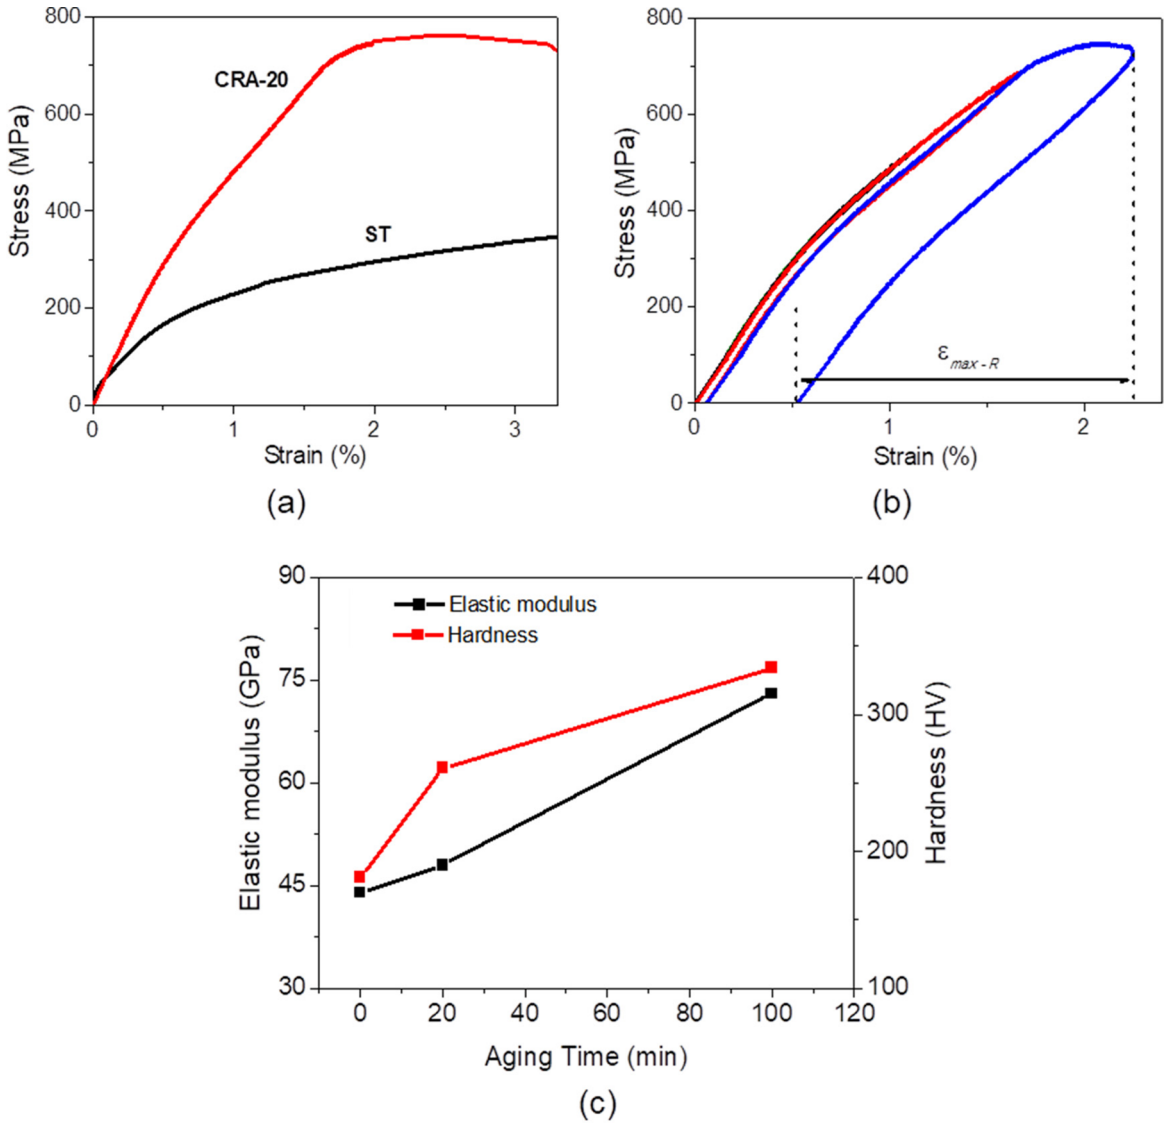 800
600
400
200
0
Stress (MPa)
CRA-20
ST
0 1 2 3
Strain (%)
(a)
800
600
400
200
0
Stress (MPa)
ε max - R
0 1 2
Strain (%)
(b)
90
75
60
45
30
Elastic modulus (GPa)
Elastic modulus
Hardness
400
300
200
100
Hardness (HV)
0 20 40 60 80 100 120
Aging Time (min)
(c)